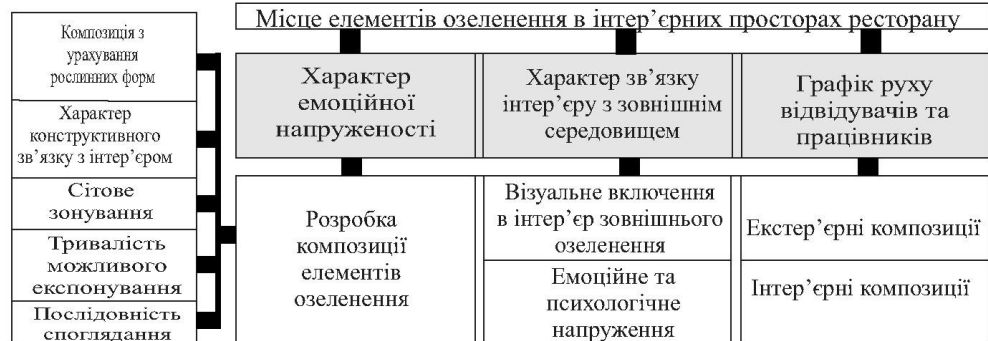 Місце елементів озеленення в інтер’єрних просторах ресторану
Композиція з
урахування
рослинних форм
Характер
конструктивного
зв’язку з інтер’єром
Сітове
зонування
Тривалість
можливого
експонування
Послідовність
споглядання
Характер
емоційної
напруженості
Характер зв’язку
інтер’єру з зовнішнім
середовищем
Графік руху
відвідувачів та
працівників
Розробка
композиції
елементів
озеленення
Візуальне включення
в інтер’єр зовнішнього
озеленення
Емоційне та
психологічне
напруження
Екстер’єрні композиції
Інтер’єрні композиції